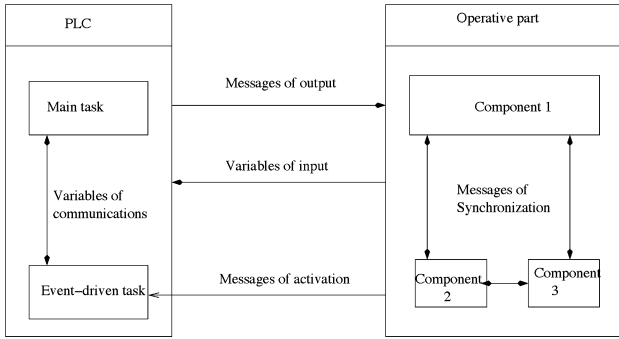 PLC
Operative part
Messages of output
Main task
Component 1
Variables of input
Variables of
communications
Messages of
Synchronization
Messages of activation
Event-driven task
Component
2
Component
3